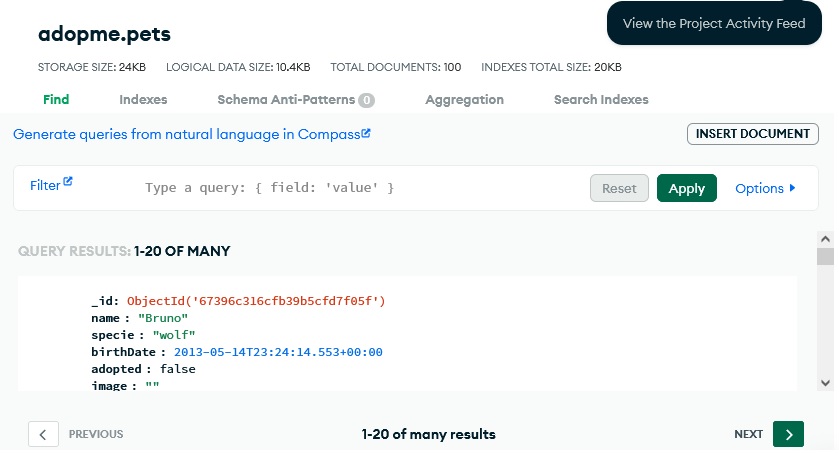 View the Project Activity Feed
adopme.pets
STORAGE SIZE: 24KB LOGICAL DATA SIZE: 10.4KB TOTAL DOCUMENTS: 100 INDEXES TOTAL SIZE: 20KB
Find Indexes Schema Anti-Patterns 0 Aggregation Search Indexes
Generate queries from natural language in Compass
INSERT DOCUMENT
Filter Type a query: { field: 'value' } Reset Apply Options
QUERY RESULTS: 1-20 OF MANY
_id: ObjectId('67396c316cfb39b5cfd7f05f')
name : "Bruno"
specie : "wolf"
birthDate : 2013-05-14T23:24:14.553+00:00
adopted : false
image : ""
PREVIOUS 1-20 of many results NEXT